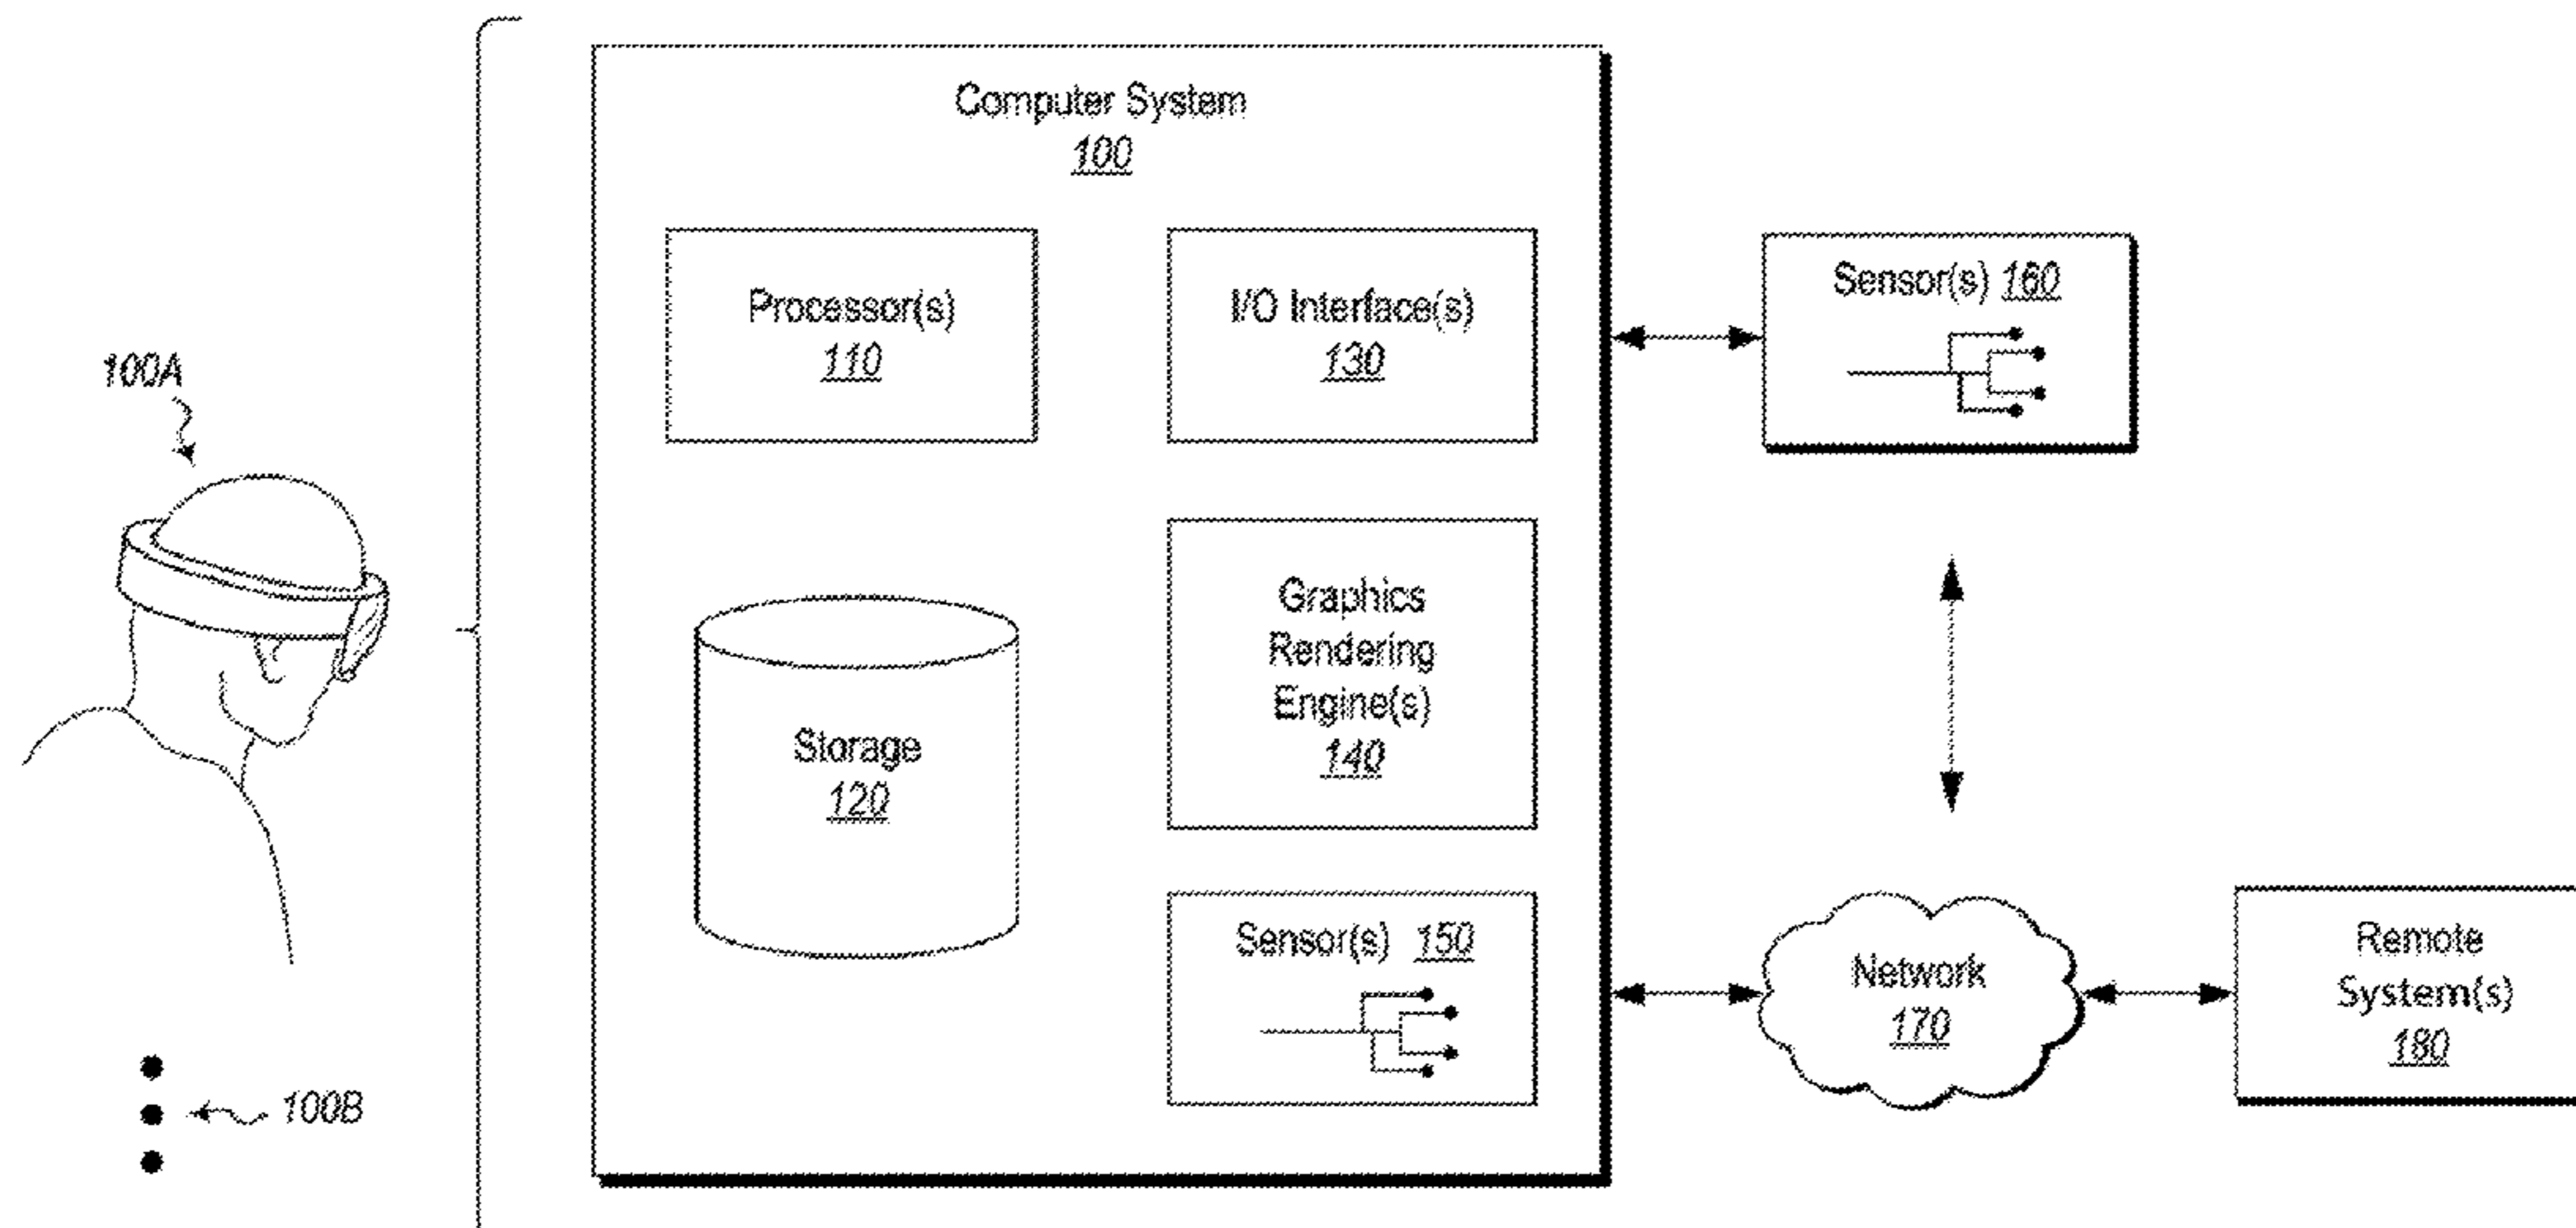 Computer System
100
Processor(s)
110
I/O Interface(s)
130
Sensor(s) 160
100A
Graphics
Rendering
Engine(s)
140
Storage
120
Sensor(s) 150
Network
170
Remote
System(s)
180
100B